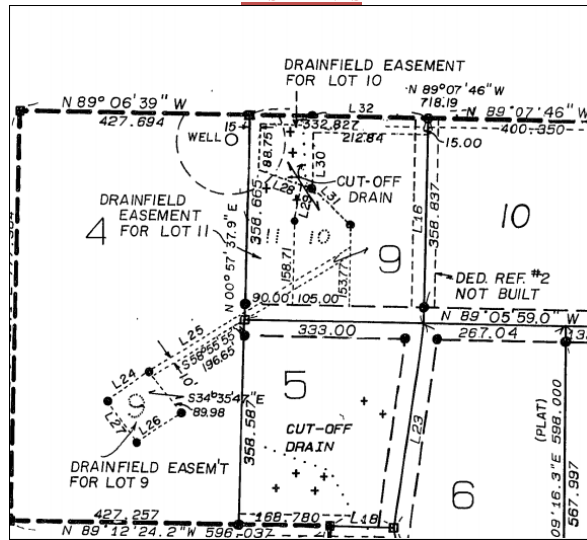 DRAINFIELD EASEMENT
FOR LOT 10
N 89° 06'39" W
427.694
N 89° 07'46" W
718.19
N 89° 07'46" W
400.350
L32
15
332.827
212.84
15.00
WELL
88.75
L30
CUT-OFF
DRAIN
L28
L29
L31
L16
358.837
358.665
N 00° 57' 37.9" E
DRAINFIELD
EASEMENT
FOR LOT 11
4
11
10
9
10
158.71
153.77
DED. REF. #2
NOT BUILT
90.00
105.00
N 89° 05'59.0" W
333.00
267.04
L25
196.65
10'
L24
S34° 35'47" E
89.98
9
L27
L26
DRAINFIELD EASEM'T
FOR LOT 9
5
CUT-OFF
DRAIN
358.587
L23
6
(PLAT)
09' 16.3" E 598.000
567.997
427.257
N 89° 12' 24.2" W 596.037
168.780
L18